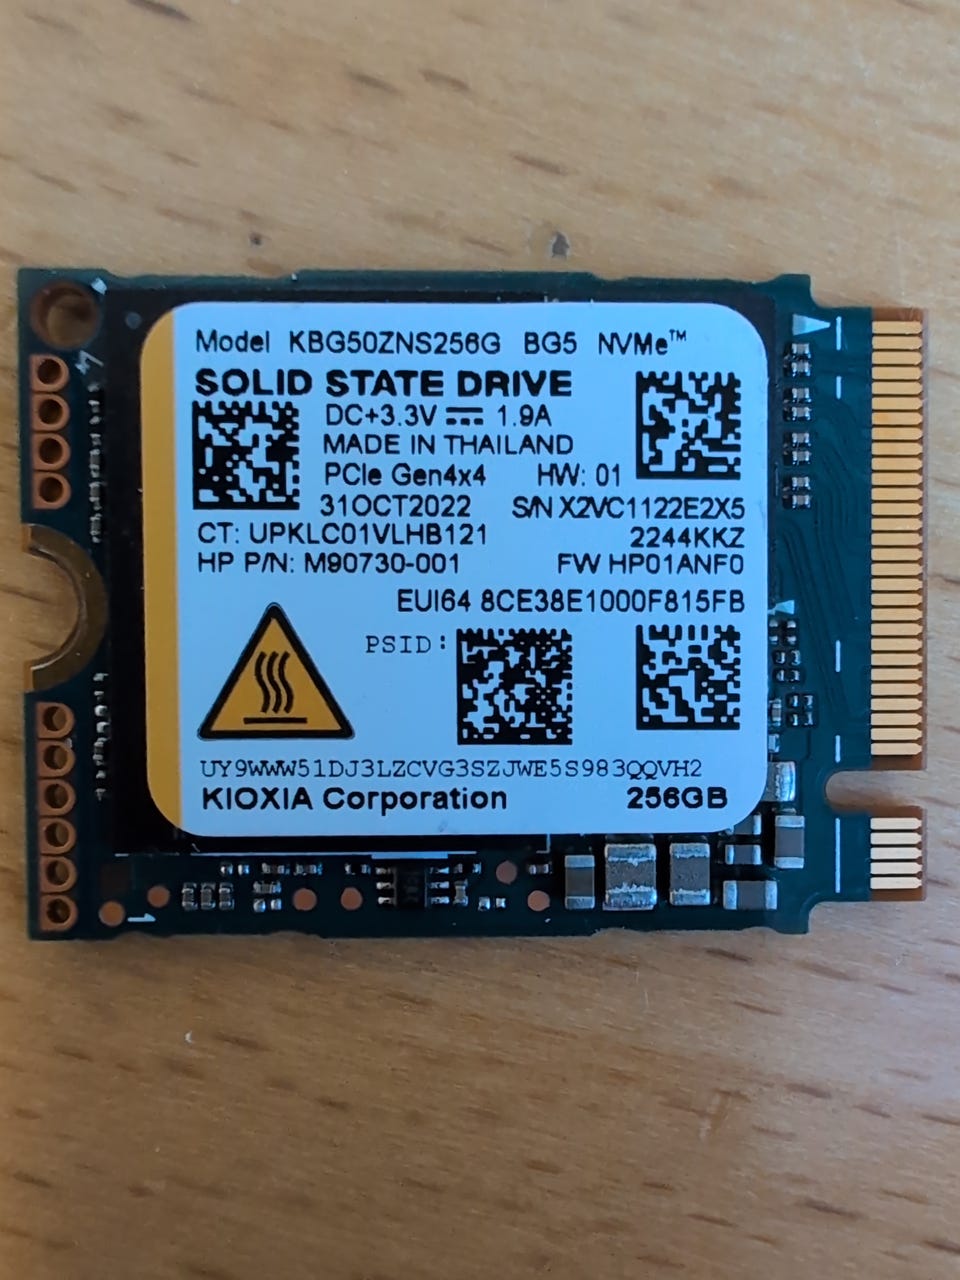 Model KBG50ZNS256G BG5 NVMe™
SOLID STATE DRIVE
DC+3.3V ⎓ 1.9A
MADE IN THAILAND
PCIe Gen4x4 HW: 01
31OCT2022 S/N X2VC1122E2X5
CT: UPKLC01VLHB121 2244KKZ
HP P/N: M90730-001 FW HP01ANF0
EUI64 8CE38E1000F815FB
PSID:
UY9WWW51DJ3LZCVG3SZJWE5S983QQVH2
KIOXIA Corporation 256GB
1